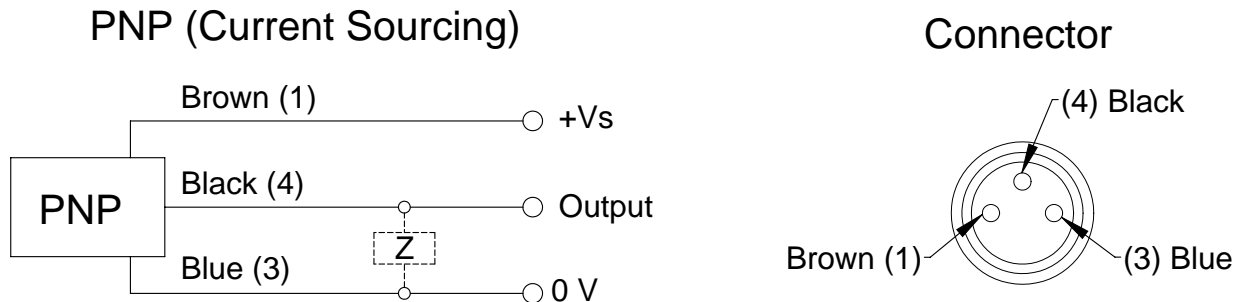 PNP (Current Sourcing)
Brown (1)
+Vs
PNP
Black (4)
Output
Z
Blue (3)
0 V
Connector
(4) Black
Brown (1)
(3) Blue